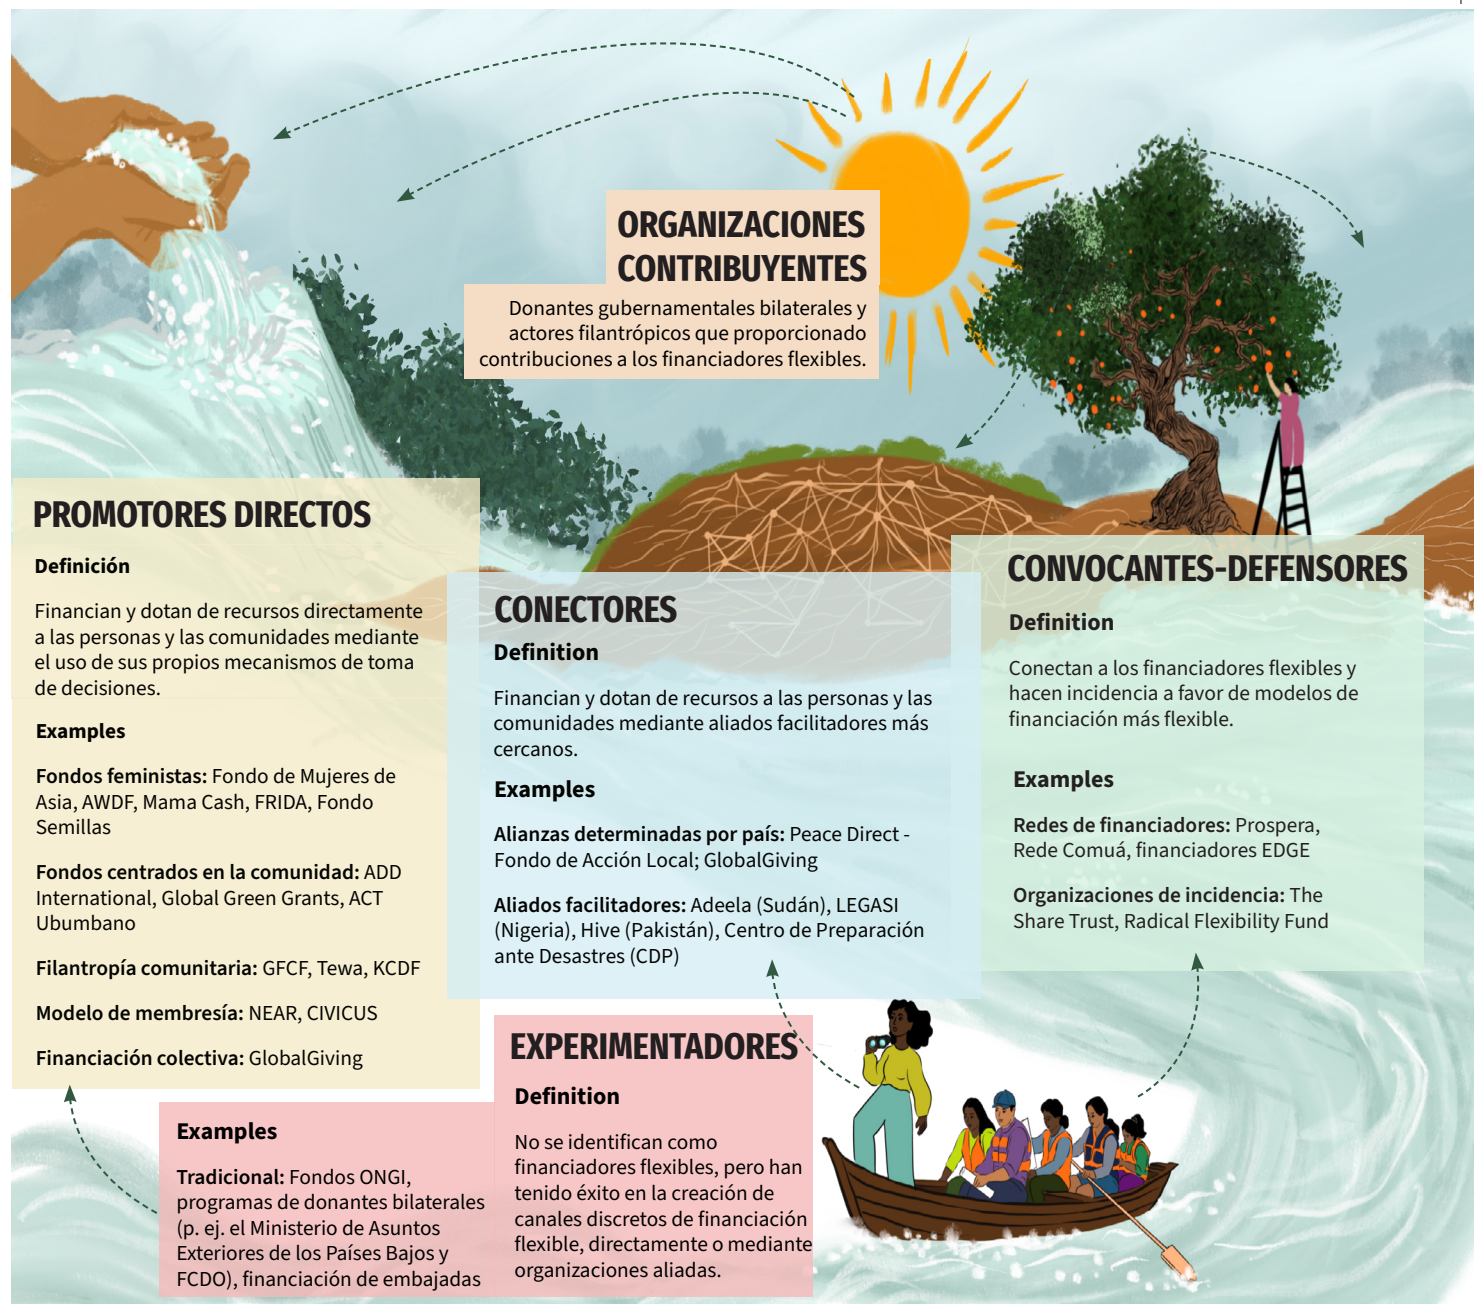 ORGANIZACIONES
CONTRIBUYENTES
Donantes gubernamentales bilaterales y
actores filantrópicos que proporcionado
contribuciones a los financiadores flexibles.
PROMOTORES DIRECTOS
Definición
Financian y dotan de recursos directamente
a las personas y las comunidades mediante
el uso de sus propios mecanismos de toma
de decisiones.
Examples
Fondos feministas: Fondo de Mujeres de
Asia, AWDF, Mama Cash, FRIDA, Fondo
Semillas
Fondos centrados en la comunidad: ADD
International, Global Green Grants, ACT
Ubumbano
Filantropía comunitaria: GFCF, Tewa, KCDF
Modelo de membresía: NEAR, CIVICUS
Financiación colectiva: GlobalGiving
CONECTORES
Definition
Financian y dotan de recursos a las personas y las
comunidades mediante aliados facilitadores más
cercanos.
Examples
Alianzas determinadas por país: Peace Direct -
Fondo de Acción Local; GlobalGiving
Aliados facilitadores: Adeela (Sudán), LEGASI
(Nigeria), Hive (Pakistán), Centro de Preparación
ante Desastres (CDP)
CONVOCANTES-DEFENSORES
Definition
Conectan a los financiadores flexibles y
hacen incidencia a favor de modelos de
financiación más flexible.
Examples
Redes de financiadores: Prospera,
Rede Comuá, financiadores EDGE
Organizaciones de incidencia: The
Share Trust, Radical Flexibility Fund
EXPERIMENTADORES
Definition
No se identifican como
financiadores flexibles, pero han
tenido éxito en la creación de
canales discretos de financiación
flexible, directamente o mediante
organizaciones aliadas.
Examples
Tradicional: Fondos ONGI,
programas de donantes bilaterales
(p. ej. el Ministerio de Asuntos
Exteriores de los Países Bajos y
FCDO), financiación de embajadas